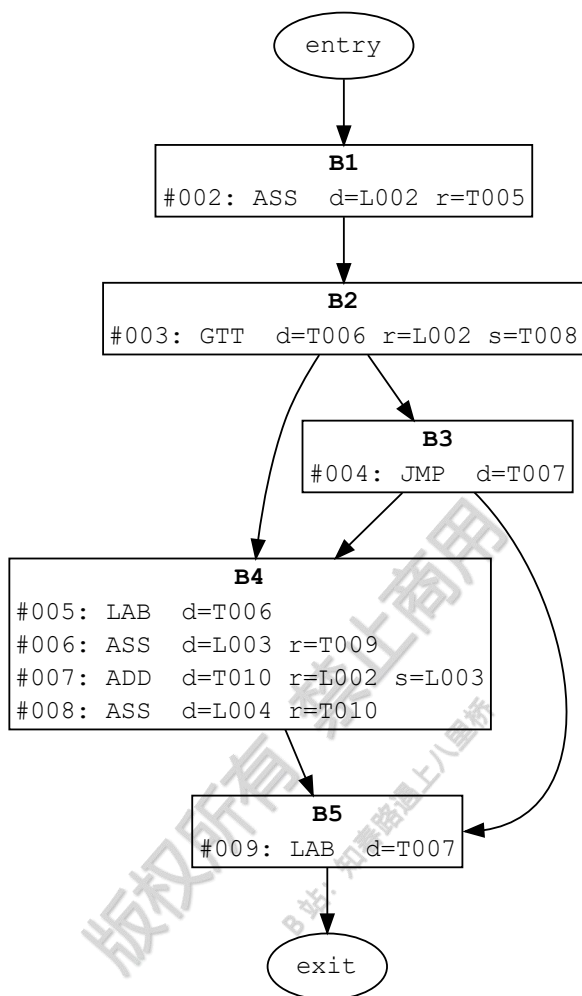 entry
B1
#002: ASS d=L002 r=T005
B2
#003: GTT d=T006 r=L002 s=T008
B3
#004: JMP d=T007
B4
#005: LAB d=T006
#006: ASS d=L003 r=T009
#007: ADD d=T010 r=L002 s=L003
#008: ASS d=L004 r=T010
B5
#009: LAB d=T007
exit
版权所有 禁止商用
B站：知春路遇上八里桥